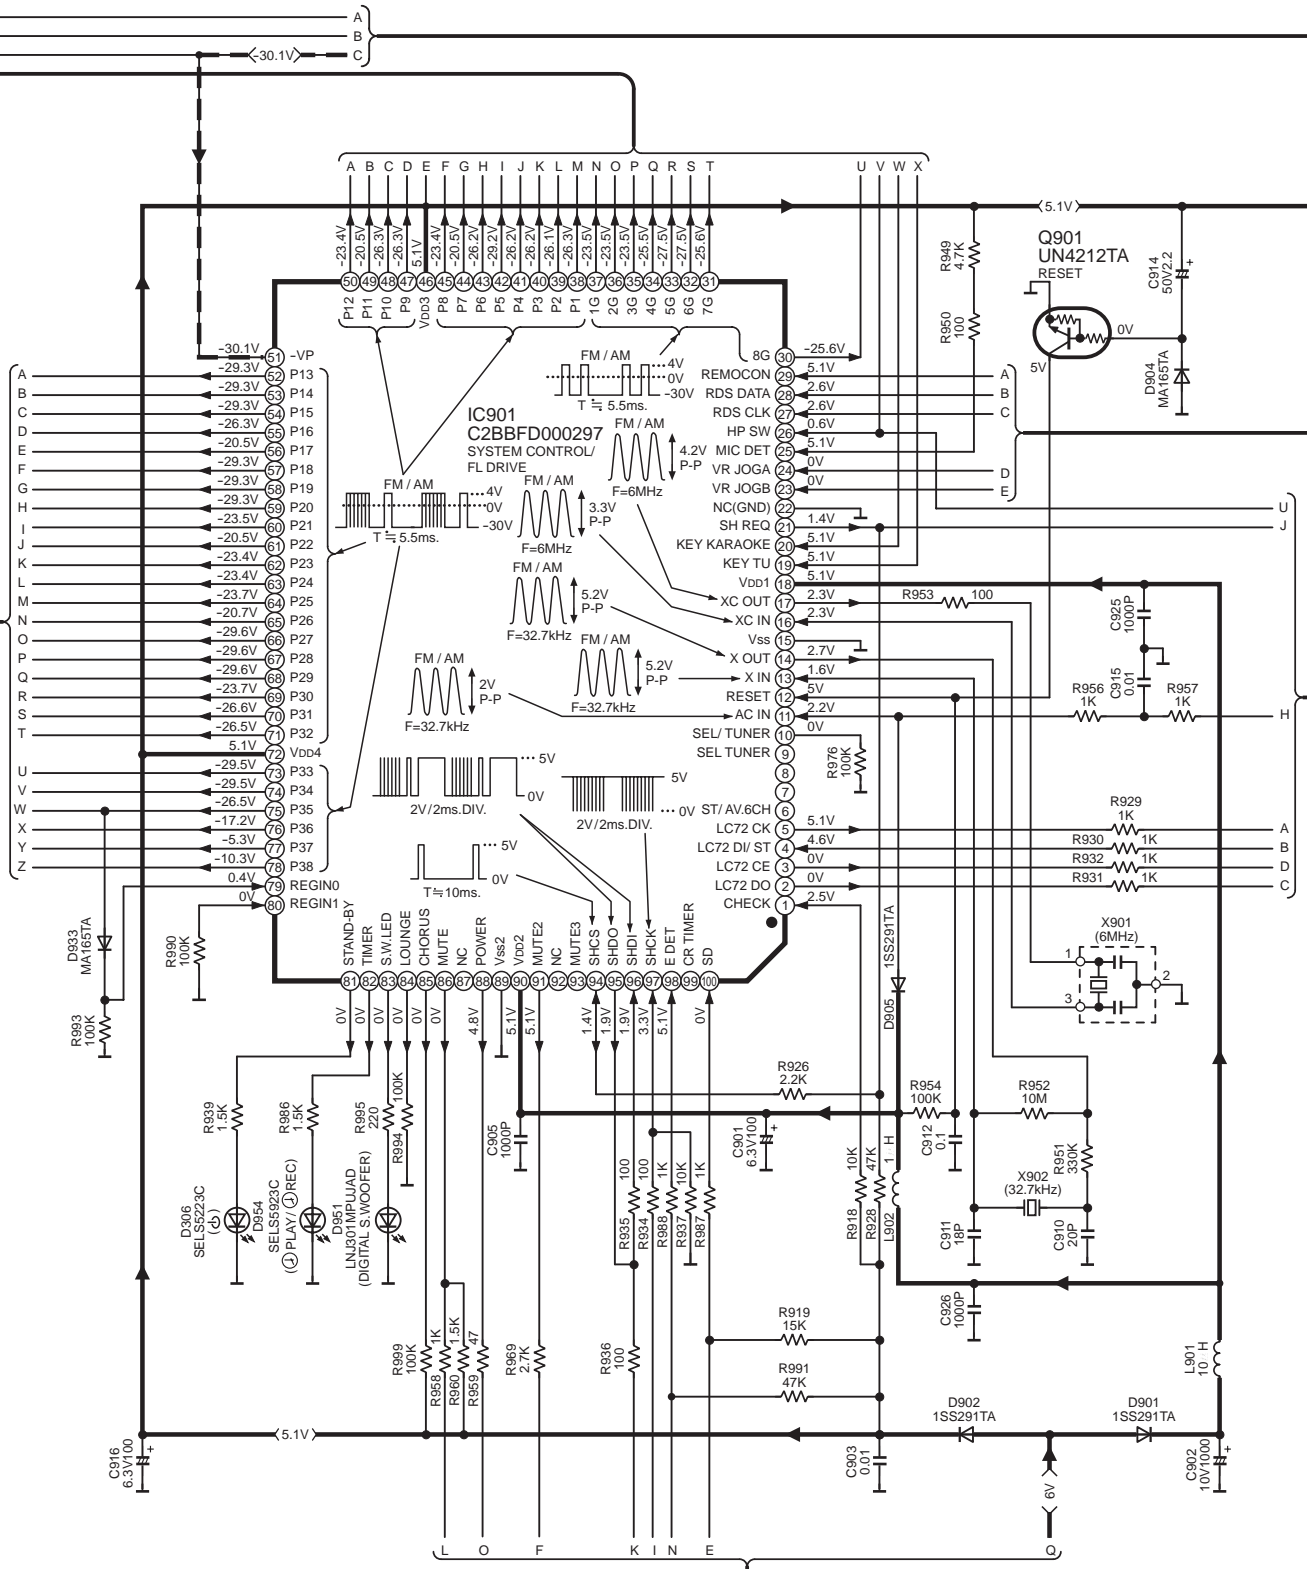 A
B
-30.1V C
A B C D E F G H I J K L M N O P Q R S T U V W X
5.1V
-23.4V -20.5V -26.3V -26.3V 5.1V -23.4V -20.5V -26.2V -29.2V -26.2V -26.2V -26.1V -23.5V -23.5V -23.5V -25.5V -27.5V -27.5V -25.6V
50 49 48 47 46 45 44 43 42 41 40 39 38 37 36 35 34 33 32 31
P12 P11 P10 P9 VDD3 P8 P7 P6 P5 P4 P3 P2 P1 1G 2G 3G 4G 5G 6G 7G
R949 4.7K
R950 100
Q901
UN4212TA
RESET
0V
5V
C914 50V2.2 +
D904 MA165TA
-30.1V 51 -VP
A -29.3V 52 P13
B -29.3V 53 P14
C -29.3V 54 P15
D -26.3V 55 P16
E -20.5V 56 P17
F -29.3V 57 P18
G -29.3V 58 P19
H -29.3V 59 P20
I -23.5V 60 P21
J -20.5V 61 P22
K -23.4V 62 P23
L -23.4V 63 P24
M -23.7V 64 P25
N -20.7V 65 P26
O -29.6V 66 P27
P -29.6V 67 P28
Q -29.6V 68 P29
R -23.7V 69 P30
S -26.6V 70 P31
T -26.5V 71 P32
5.1V 72 VDD4
U -29.5V 73 P33
V -29.5V 74 P34
W -26.5V 75 P35
X -17.2V 76 P36
Y -5.3V 77 P37
Z -10.3V 78 P38
0.4V 79 REGIN0
0V 80 REGIN1
FM / AM
4V
0V
-30V
T ≒ 5.5ms.
IC901
C2BBFD000297
SYSTEM CONTROL/
FL DRIVE
FM / AM
4.2V
P-P
F=6MHz
FM / AM
3.3V
P-P
F=6MHz
FM / AM
4V
0V
-30V
T ≒ 5.5ms.
FM / AM
5.2V
P-P
F=32.7kHz
FM / AM
5.2V
P-P
F=32.7kHz
FM / AM
2V
P-P
F=32.7kHz
5V
0V
2V/2ms.DIV.
5V
0V
2V/2ms.DIV.
5V
0V
T≒10ms.
8G 30 -25.6V
REMOCON 29 5.1V A
RDS DATA 28 2.6V B
RDS CLK 27 2.6V C
HP SW 26 0.6V
MIC DET 25 5.1V
VR JOGA 24 0V D
VR JOGB 23 0V E
NC(GND) 22 U
SH REQ 21 1.4V J
KEY KARAOKE 20 5.1V
KEY TU 19 5.1V
VDD1 18 5.1V
XC OUT 17 2.3V R953 100
XC IN 16 2.3V
Vss 15
X OUT 14 2.7V
X IN 13 1.6V
RESET 12 5V
AC IN 11 2.2V H
SEL/ TUNER 10 0V
SEL TUNER 9
8
7
ST/ AV.6CH 6
LC72 CK 5 5.1V R929 1K A
LC72 DI/ ST 4 4.6V R930 1K B
LC72 CE 3 0V R932 1K D
LC72 DO 2 0V R931 1K C
CHECK 1 2.5V
C925 1000P
C915 0.01
R956
1K
R957
1K
R976 100K
D933 MA165TA
R990 100K
R993 100K
STAND-BY TIMER S.W.LED LOUNGE CHORUS MUTE NC POWER Vss2 VDD2 MUTE2 NC MUTE3 SHCS SHDO SHDI SHCK E DET CR TIMER SD
81 82 83 84 85 86 87 88 89 90 91 92 93 94 95 96 97 98 99 100
0V 0V 0V 0V 0V 0V 4.8V 5.1V 5.1V 1.4V 1.9V 1.9V 3.3V 5.1V 0V
1SS291TA
D905
X901
(6MHz)
1
2
3
R926
2.2K
R954
100K
R952
10M
R939 1.5K
R986 1.5K
R995 220
R994 100K
C905 1000P
C901 6.3V100 +
C912 0.1
R951 330K
X902
(32.7kHz)
C911 18P
C910 20P
D306 SELS5223C
D954 SELS5923C ( PLAY/ REC)
D951 LNJ301MPUJAD (DIGITAL S.WOOFER)
R935 100
R934 100
R988 1K
R937 10K
R987 1K
R918 10K
R928 47K
L902 1 H
C926 1000P
R919
15K
R991
47K
R999 100K
R958 1K
R960 1.5K
R959 47
R969 2.7K
R936 100
L901 10 H
D902
1SS291TA
D901
1SS291TA
5.1V
C916 6.3V100 +
C903 0.01
6V
C902 10V1000 +
L O F K I N E Q